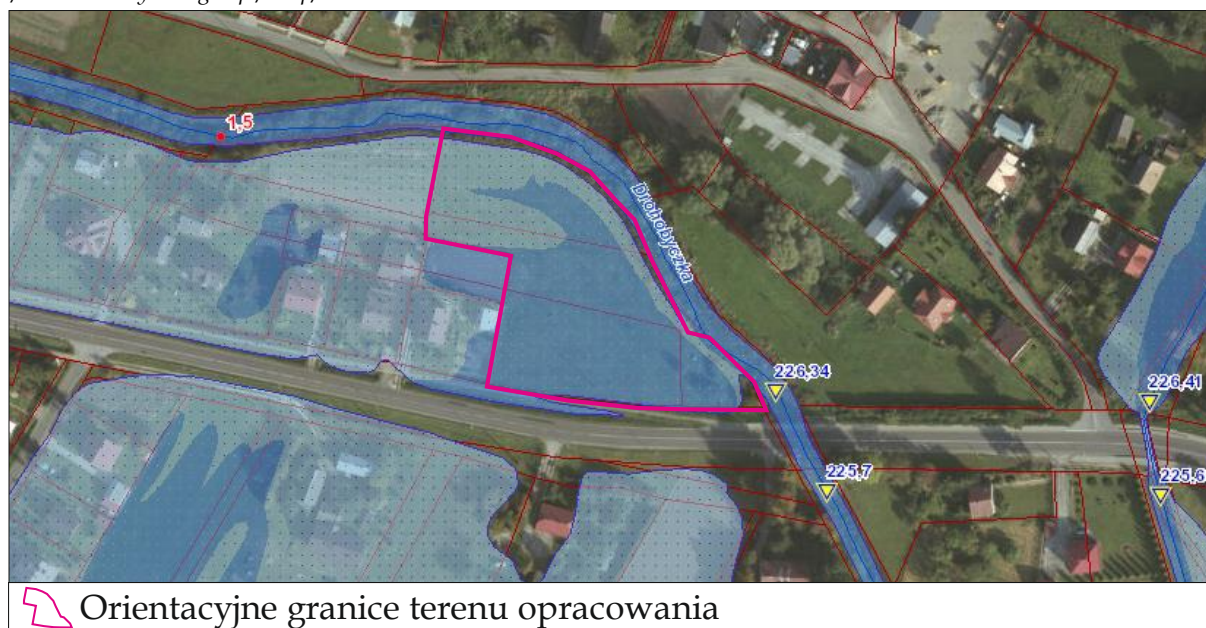 1,5
Drohobyczka
226,34
226,41
225,7
225,6
Orientacyjne granice terenu opracowania